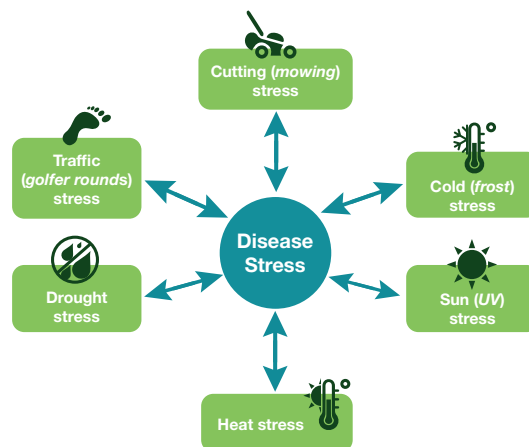 Cutting (mowing)
stress
Traffic
(golfer rounds)
stress
Cold (frost)
stress
Disease
Stress
Drought
stress
Sun (UV)
stress
Heat stress